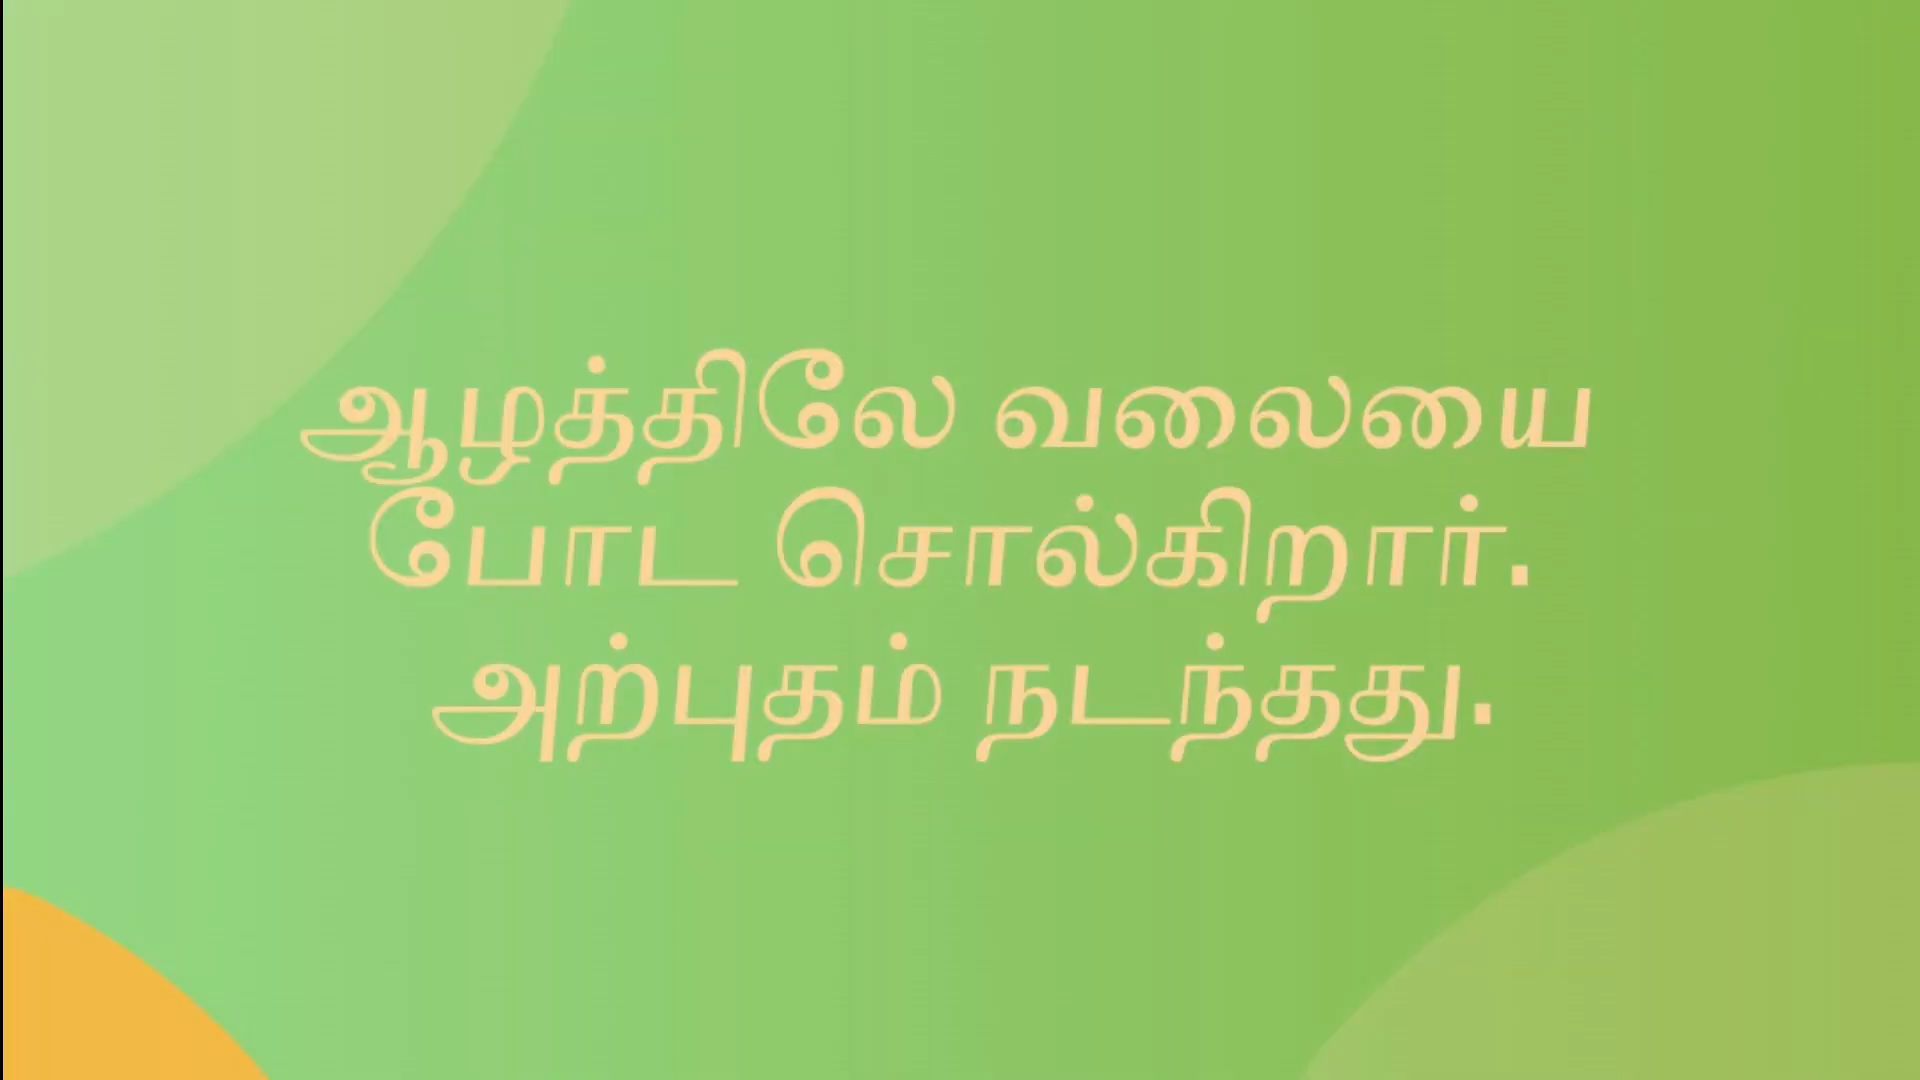 ஆழத்திலே வலையை
போட சொல்கிறார்.
அற்புதம் நடந்தது.